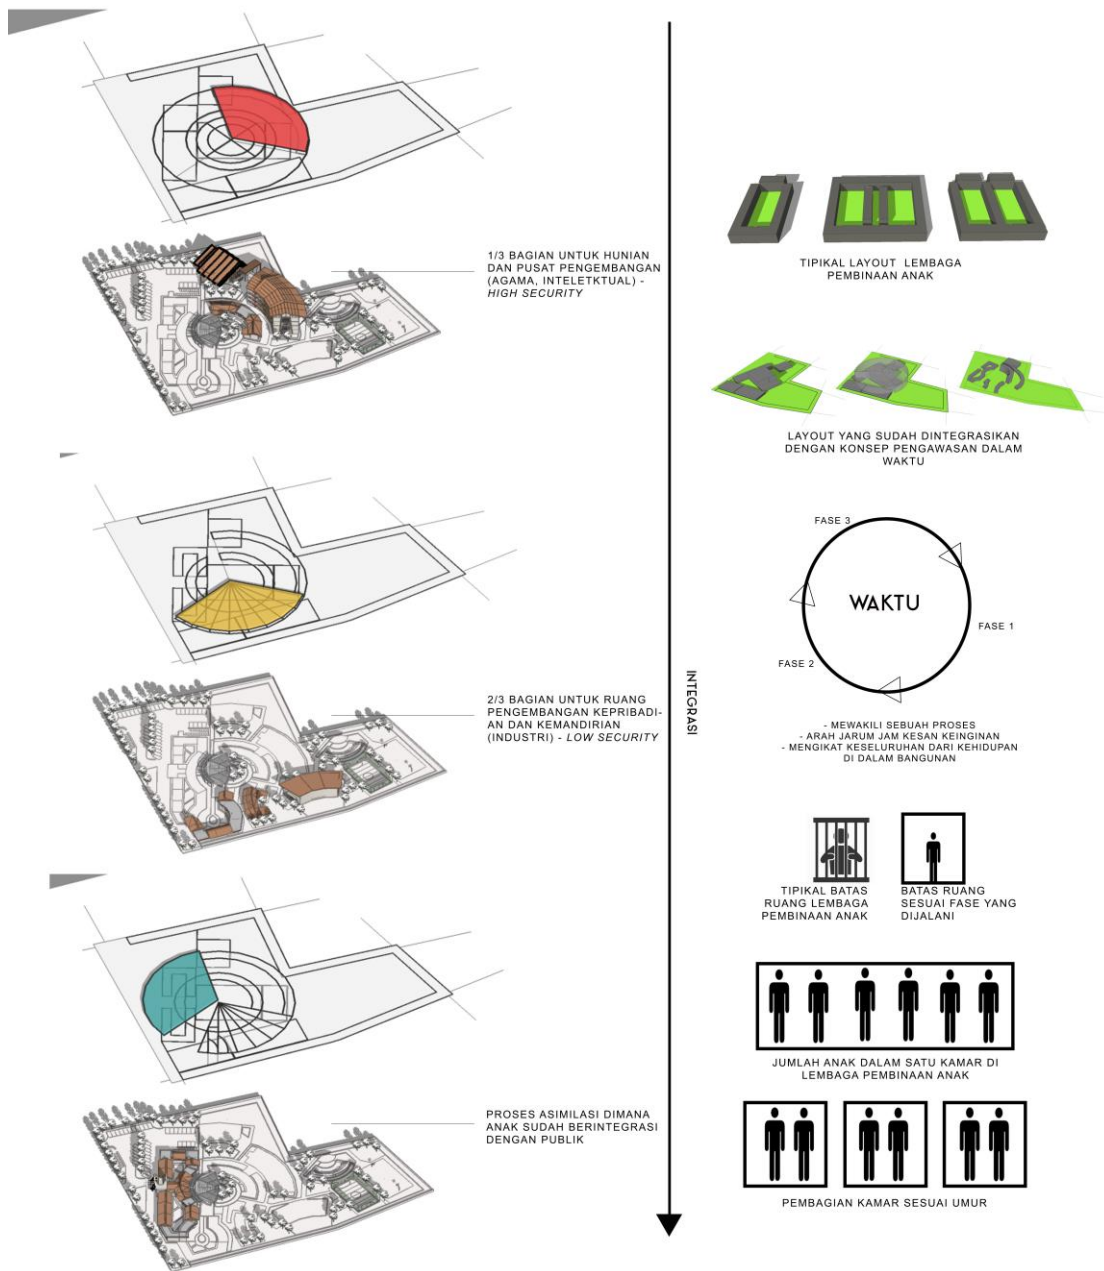 1/3 BAGIAN UNTUK HUNIAN
DAN PUSAT PENGEMBANGAN
(AGAMA, INTELETKTUAL) -
HIGH SECURITY
2/3 BAGIAN UNTUK RUANG
PENGEMBANGAN KEPRIBADI-
AN DAN KEMANDIRIAN
(INDUSTRI) - LOW SECURITY
PROSES ASIMILASI DIMANA
ANAK SUDAH BERINTEGRASI
DENGAN PUBLIK
INTEGRASI
TIPIKAL LAYOUT LEMBAGA
PEMBINAAN ANAK
LAYOUT YANG SUDAH DINTEGRASIKAN
DENGAN KONSEP PENGAWASAN DALAM
WAKTU
FASE 3
WAKTU
FASE 1
FASE 2
- MEWAKILI SEBUAH PROSES
- ARAH JARUM JAM KESAN KEINGINAN
- MENGIKAT KESELURUHAN DARI KEHIDUPAN
DI DALAM BANGUNAN
TIPIKAL BATAS
RUANG LEMBAGA
PEMBINAAN ANAK
BATAS RUANG
SESUAI FASE YANG
DIJALANI
JUMLAH ANAK DALAM SATU KAMAR DI
LEMBAGA PEMBINAAN ANAK
PEMBAGIAN KAMAR SESUAI UMUR